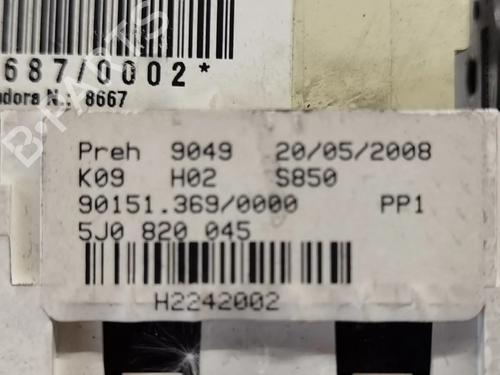 687/0002*
dora N.: 8667
Preh 9049 20/05/2008
K09 H02 S850
90151.369/0000 PP1
5J0 820 045
H2242002
B-PARTS